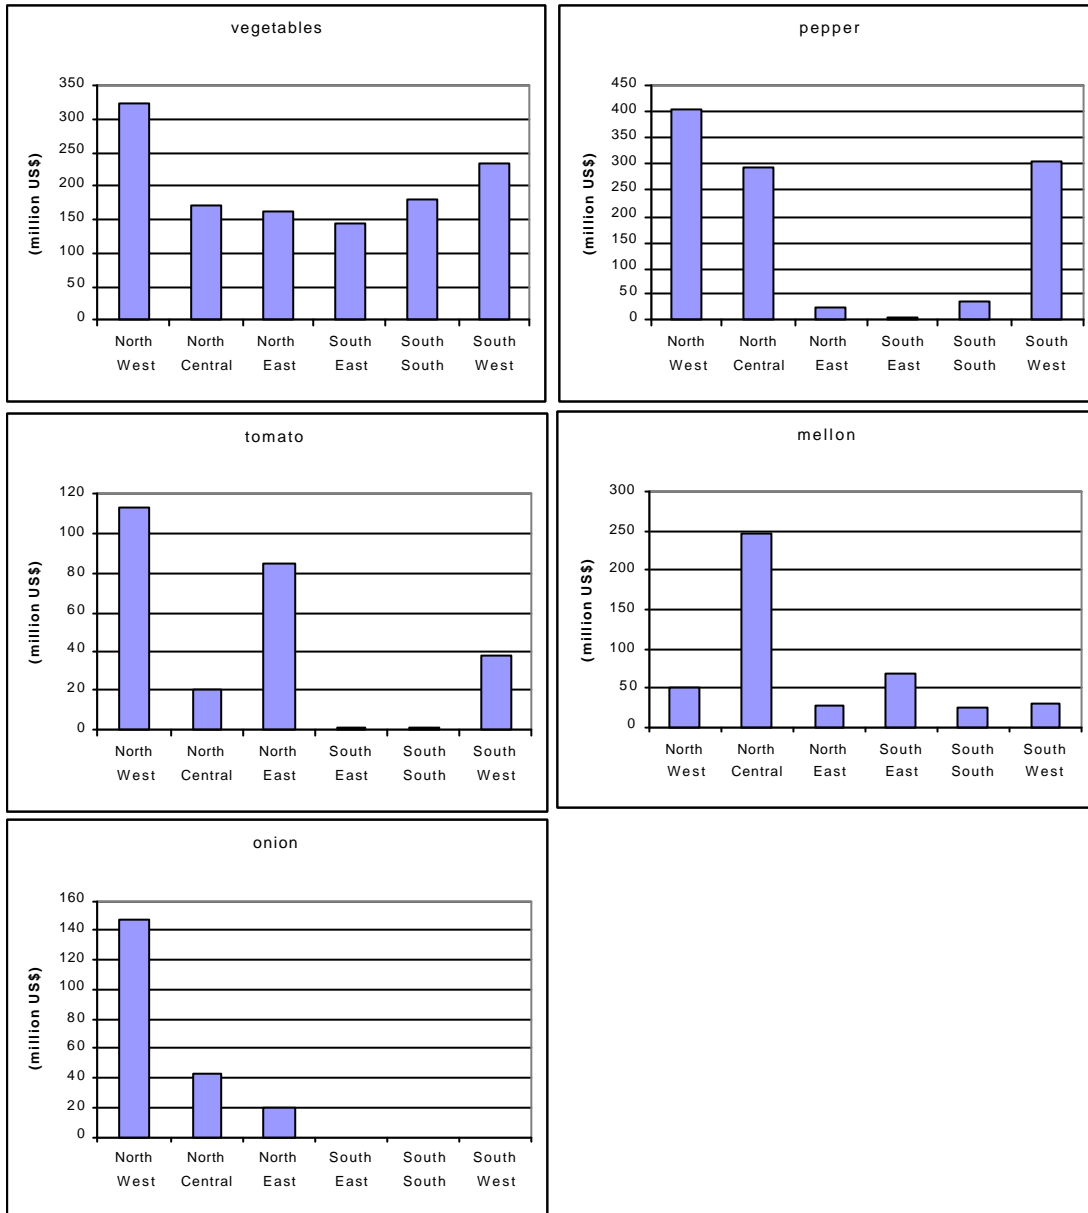 vegetables
(million US$)
350
300
250
200
150
100
50
0
North West
North Central
North East
South East
South South
South West
pepper
(million US$)
450
400
350
300
250
200
150
100
50
0
North West
North Central
North East
South East
South South
South West
tomato
(million US$)
120
100
80
60
40
20
0
North West
North Central
North East
South East
South South
South West
mellon
(million US$)
300
250
200
150
100
50
0
North West
North Central
North East
South East
South South
South West
onion
(million US$)
160
140
120
100
80
60
40
20
0
North West
North Central
North East
South East
South South
South West